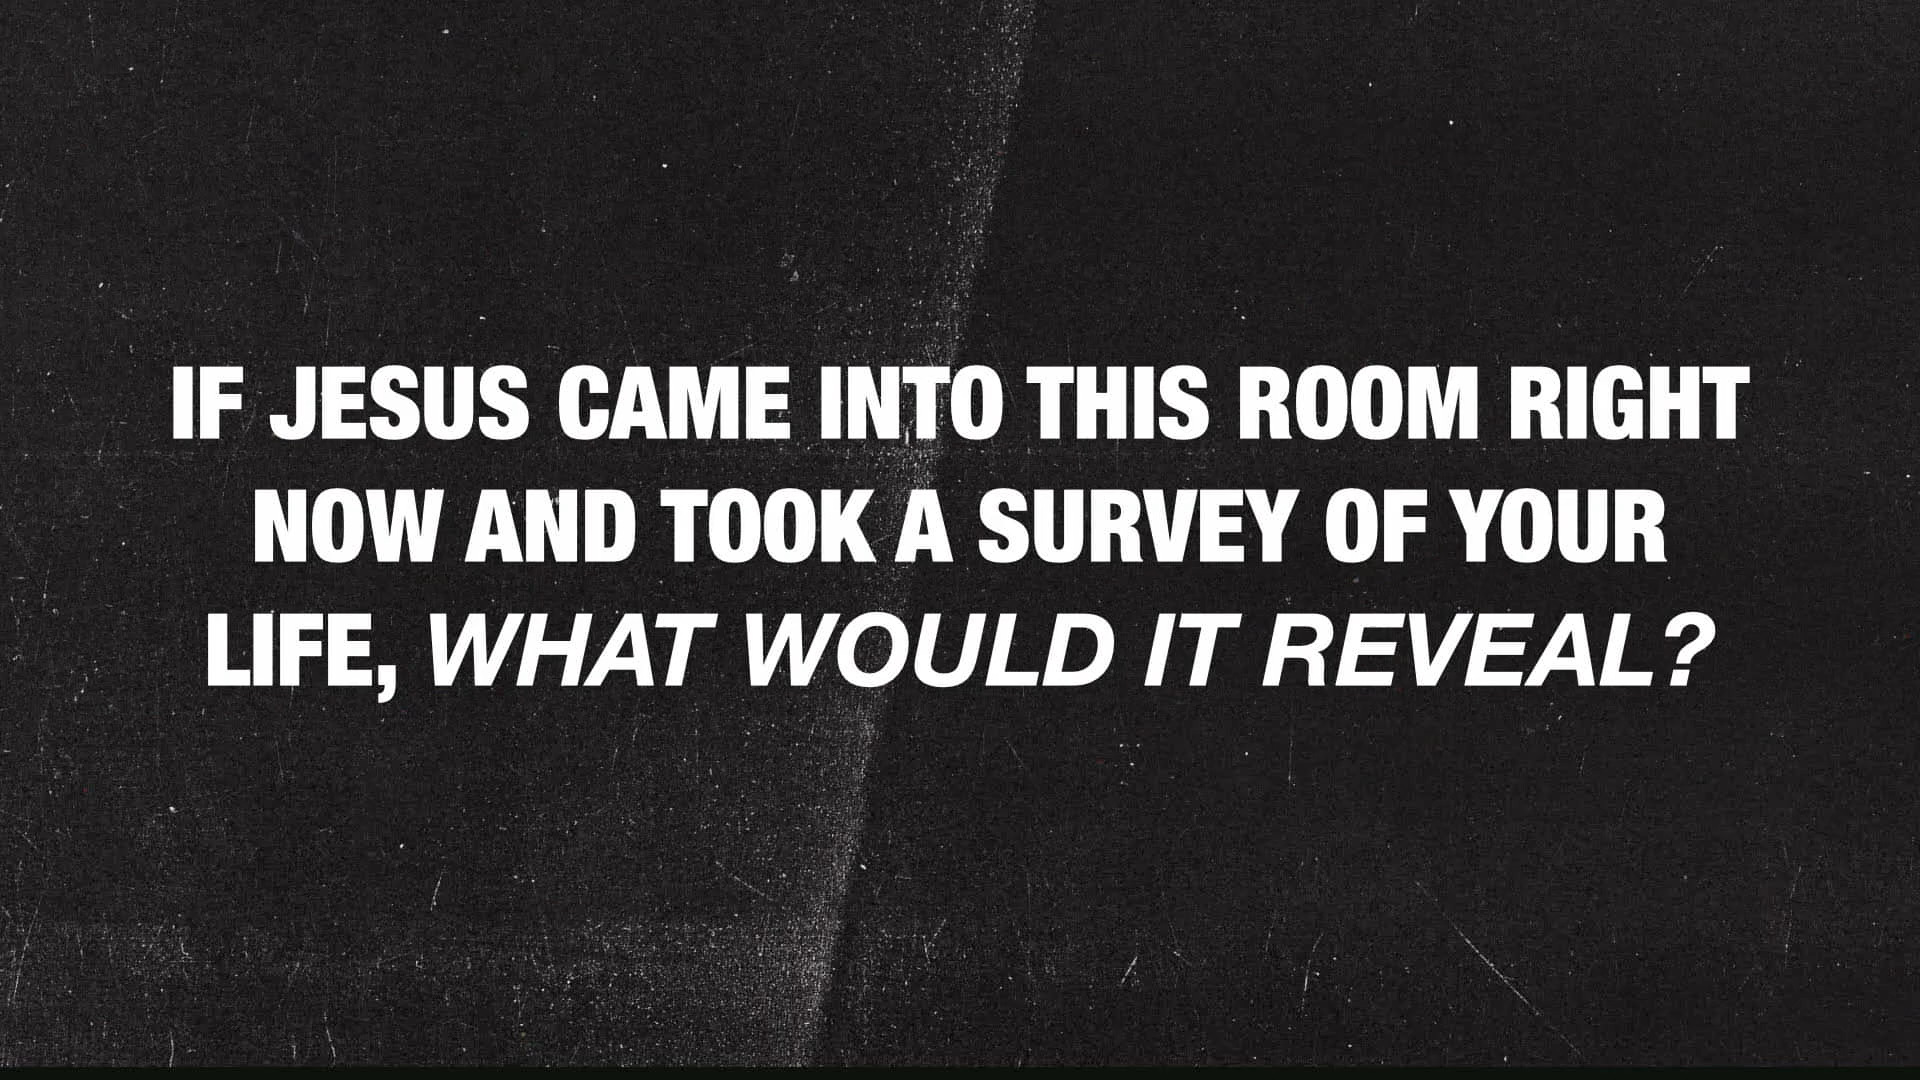 IF JESUS CAME INTO THIS ROOM RIGHT
NOW AND TOOK A SURVEY OF YOUR
LIFE, WHAT WOULD IT REVEAL?